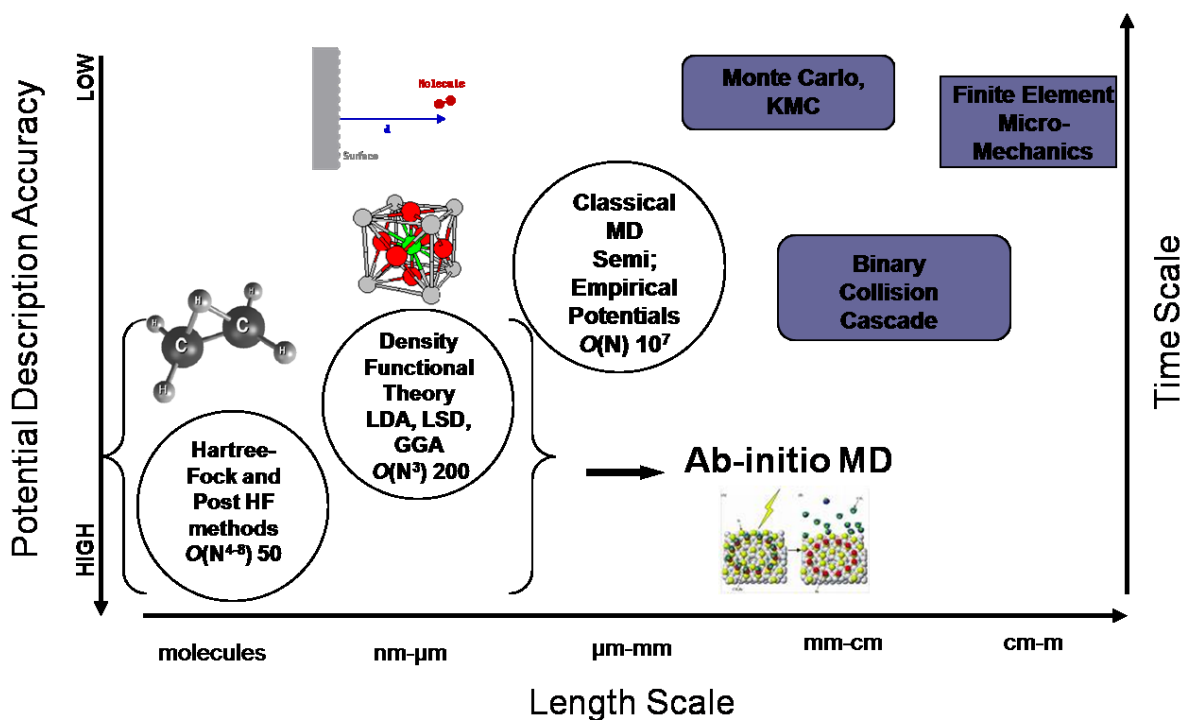 Potential Description Accuracy
LOW
HIGH
Molecule
d
Surface
H
C
H
C
H
H
H
Hartree-
Fock and
Post HF
methods
O(N⁴⁻⁸) 50
Density
Functional
Theory
LDA, LSD,
GGA
O(N³) 200
Classical
MD
Semi;
Empirical
Potentials
O(N) 10⁷
Monte Carlo,
KMC
Finite Element
Micro-
Mechanics
Binary
Collision
Cascade
Ab-initio MD
Time Scale
molecules
nm-µm
µm-mm
mm-cm
cm-m
Length Scale